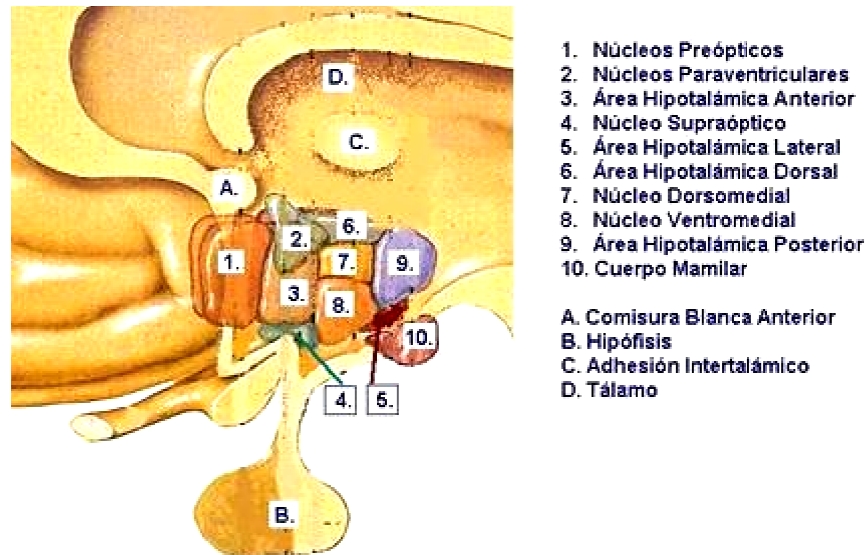 D.
C.
A.
6.
2.
1.
7.
9.
3.
8.
10.
4.
5.
B.
1. Núcleos Preópticos
2. Núcleos Paraventriculares
3. Área Hipotalámica Anterior
4. Núcleo Supraóptico
5. Área Hipotalámica Lateral
6. Área Hipotalámica Dorsal
7. Núcleo Dorsomedial
8. Núcleo Ventromedial
9. Área Hipotalámica Posterior
10. Cuerpo Mamilar
A. Comisura Blanca Anterior
B. Hipófisis
C. Adhesión Intertalámico
D. Tálamo